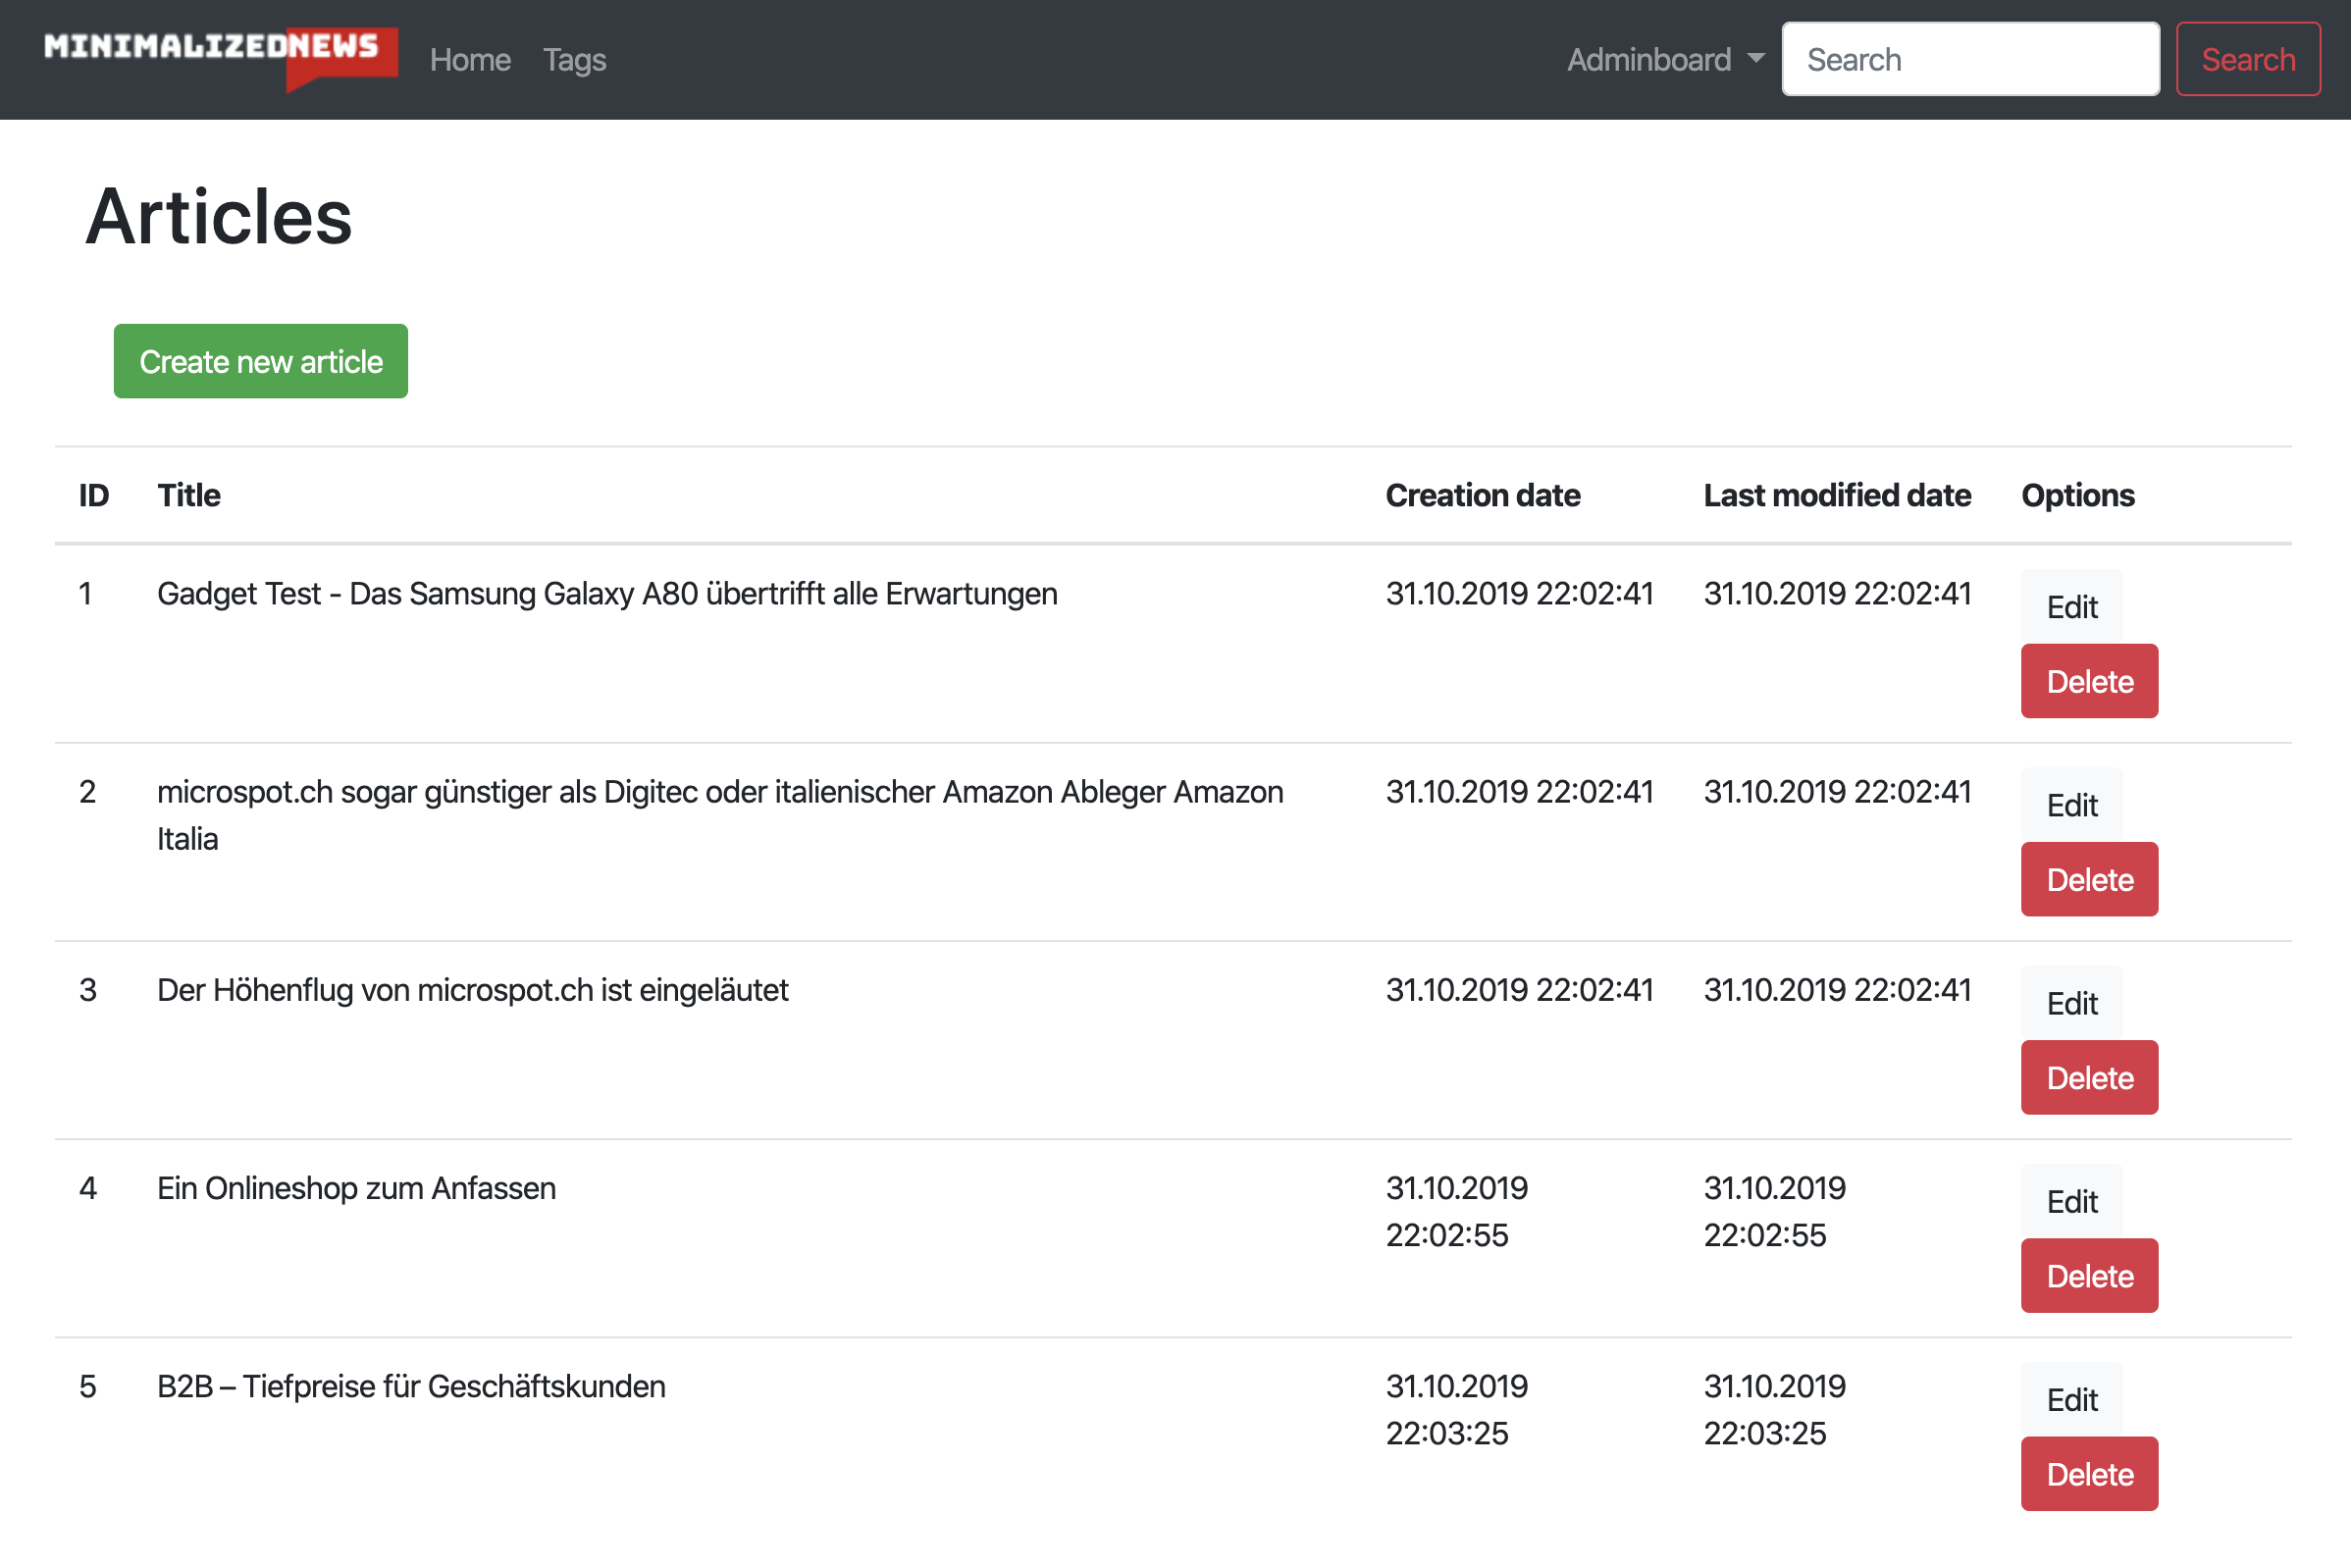 MINIMALIZEDNEWS Home Tags Adminboard Search Search
Articles
Create new article
ID Title Creation date Last modified date Options
1 Gadget Test - Das Samsung Galaxy A80 übertrifft alle Erwartungen 31.10.2019 22:02:41 31.10.2019 22:02:41 Edit
Delete
2 microspot.ch sogar günstiger als Digitec oder italienischer Amazon Ableger Amazon 31.10.2019 22:02:41 31.10.2019 22:02:41 Edit
Italia
Delete
3 Der Höhenflug von microspot.ch ist eingeläutet 31.10.2019 22:02:41 31.10.2019 22:02:41 Edit
Delete
4 Ein Onlineshop zum Anfassen 31.10.2019 31.10.2019 Edit
22:02:55 22:02:55
Delete
5 B2B – Tiefpreise für Geschäftskunden 31.10.2019 31.10.2019 Edit
22:03:25 22:03:25
Delete